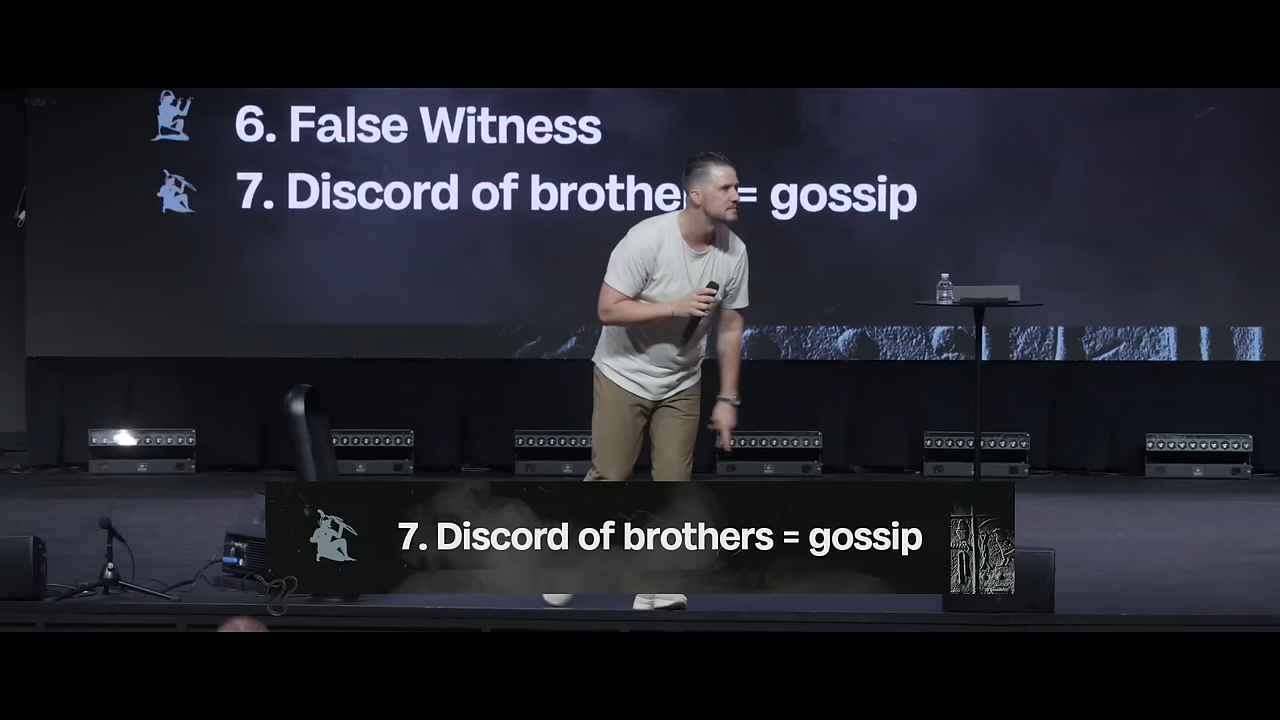 6. False Witness
7. Discord of brothe = gossip
7. Discord of brothers = gossip